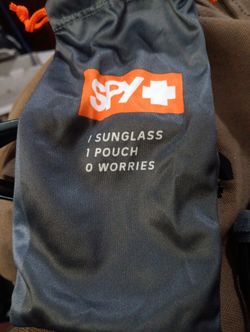 SPY
1 SUNGLASS
1 POUCH
0 WORRIES